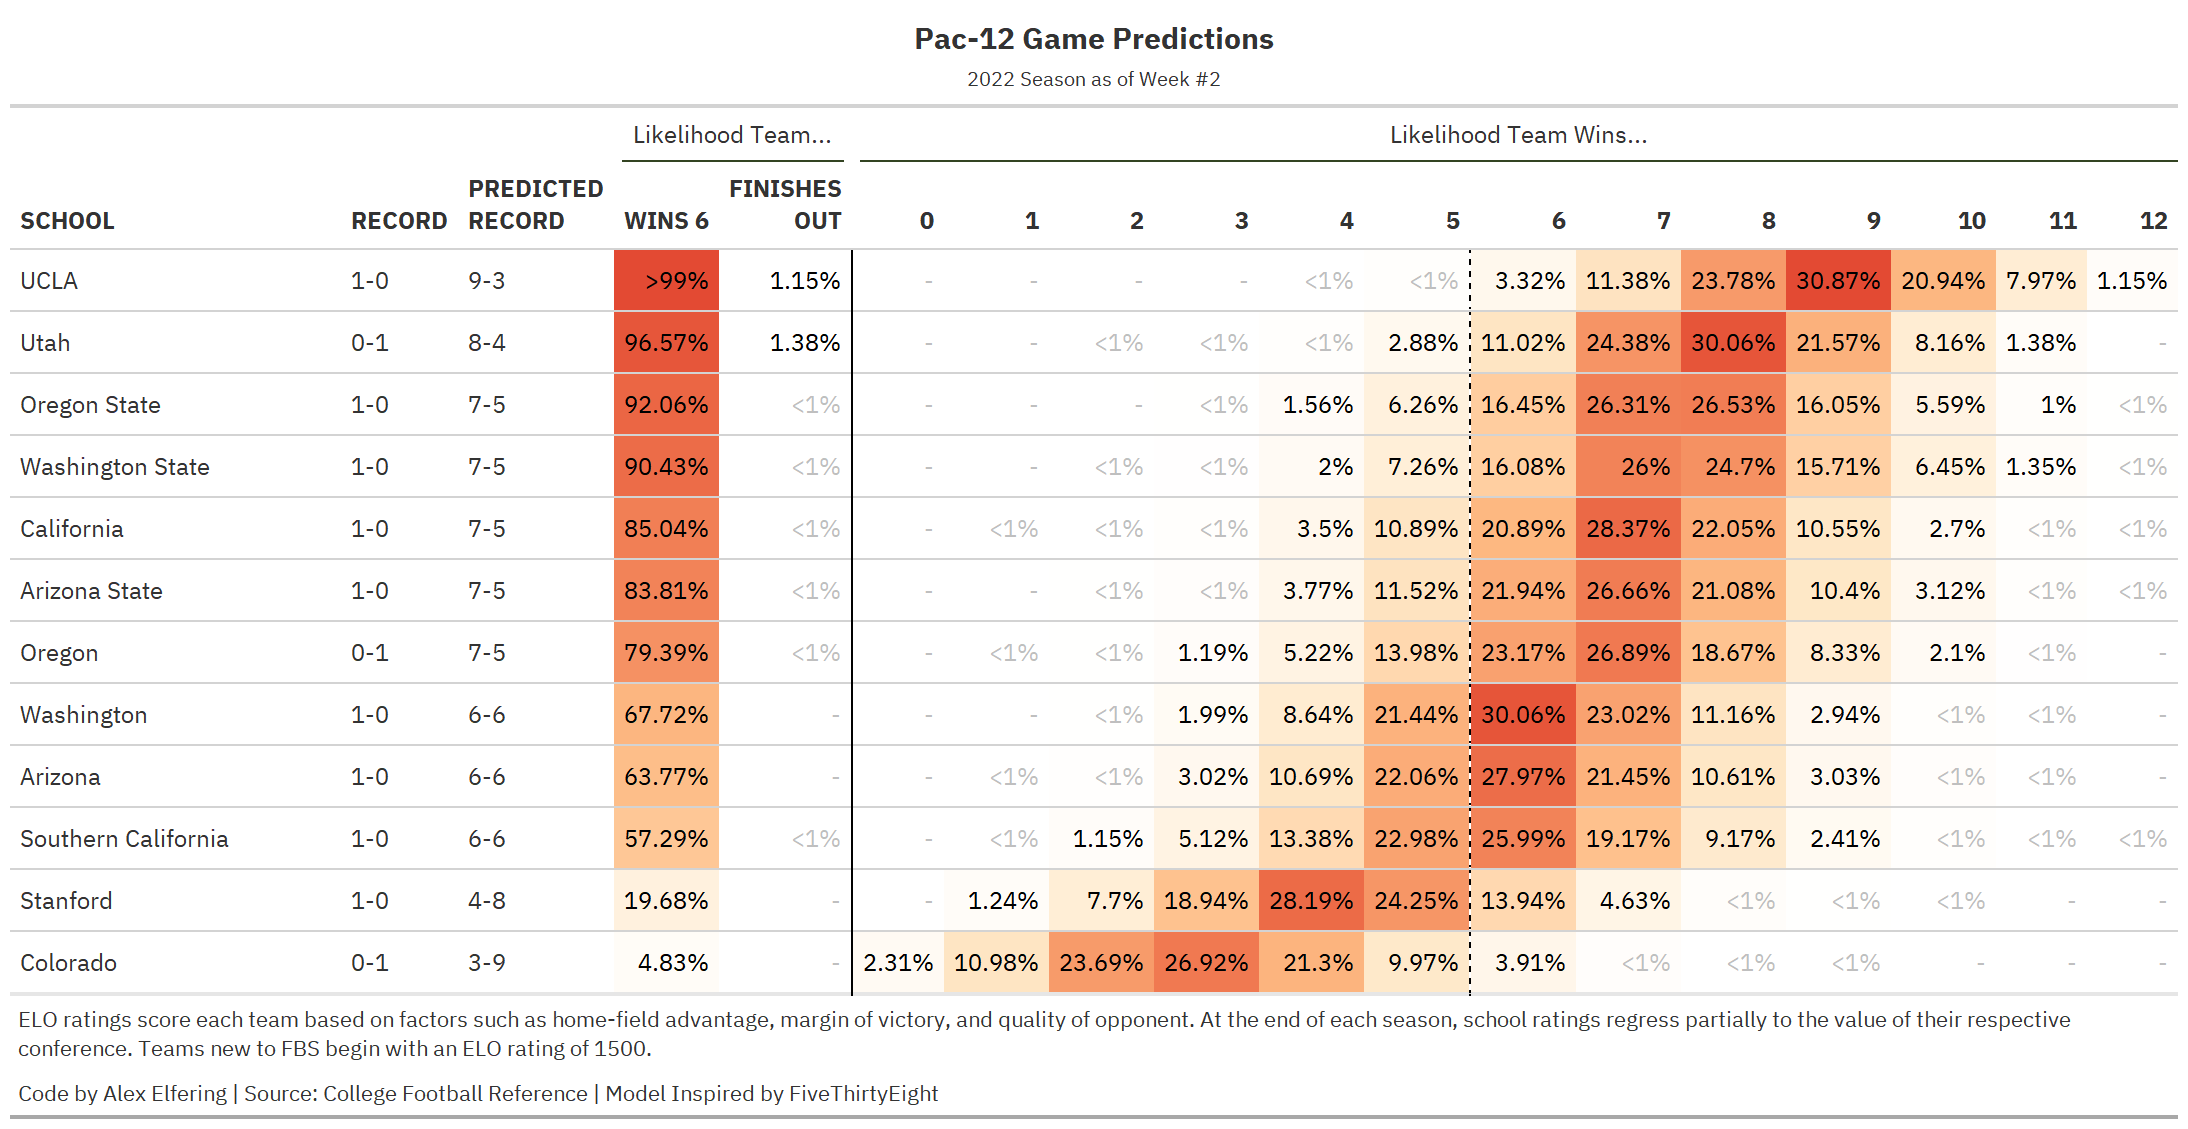 Pac-12 Game Predictions
2022 Season as of Week #2
Likelihood Team... Likelihood Team Wins...
SCHOOL RECORD PREDICTED RECORD WINS 6 FINISHES OUT 0 1 2 3 4 5 6 7 8 9 10 11 12
UCLA 1-0 9-3 >99% 1.15% - - - - <1% <1% 3.32% 11.38% 23.78% 30.87% 20.94% 7.97% 1.15%
Utah 0-1 8-4 96.57% 1.38% - - <1% <1% <1% 2.88% 11.02% 24.38% 30.06% 21.57% 8.16% 1.38% -
Oregon State 1-0 7-5 92.06% <1% - - - <1% 1.56% 6.26% 16.45% 26.31% 26.53% 16.05% 5.59% 1% <1%
Washington State 1-0 7-5 90.43% <1% - - <1% <1% 2% 7.26% 16.08% 26% 24.7% 15.71% 6.45% 1.35% <1%
California 1-0 7-5 85.04% <1% - <1% <1% <1% 3.5% 10.89% 20.89% 28.37% 22.05% 10.55% 2.7% <1% <1%
Arizona State 1-0 7-5 83.81% <1% - - <1% <1% 3.77% 11.52% 21.94% 26.66% 21.08% 10.4% 3.12% <1% <1%
Oregon 0-1 7-5 79.39% <1% - <1% <1% 1.19% 5.22% 13.98% 23.17% 26.89% 18.67% 8.33% 2.1% <1% -
Washington 1-0 6-6 67.72% - - - <1% 1.99% 8.64% 21.44% 30.06% 23.02% 11.16% 2.94% <1% <1% -
Arizona 1-0 6-6 63.77% - - <1% <1% 3.02% 10.69% 22.06% 27.97% 21.45% 10.61% 3.03% <1% <1% -
Southern California 1-0 6-6 57.29% <1% - <1% 1.15% 5.12% 13.38% 22.98% 25.99% 19.17% 9.17% 2.41% <1% <1% <1%
Stanford 1-0 4-8 19.68% - - 1.24% 7.7% 18.94% 28.19% 24.25% 13.94% 4.63% <1% <1% <1% - -
Colorado 0-1 3-9 4.83% - 2.31% 10.98% 23.69% 26.92% 21.3% 9.97% 3.91% <1% <1% <1% - - -
ELO ratings score each team based on factors such as home-field advantage, margin of victory, and quality of opponent. At the end of each season, school ratings regress partially to the value of their respective
conference. Teams new to FBS begin with an ELO rating of 1500.
Code by Alex Elfering | Source: College Football Reference | Model Inspired by FiveThirtyEight